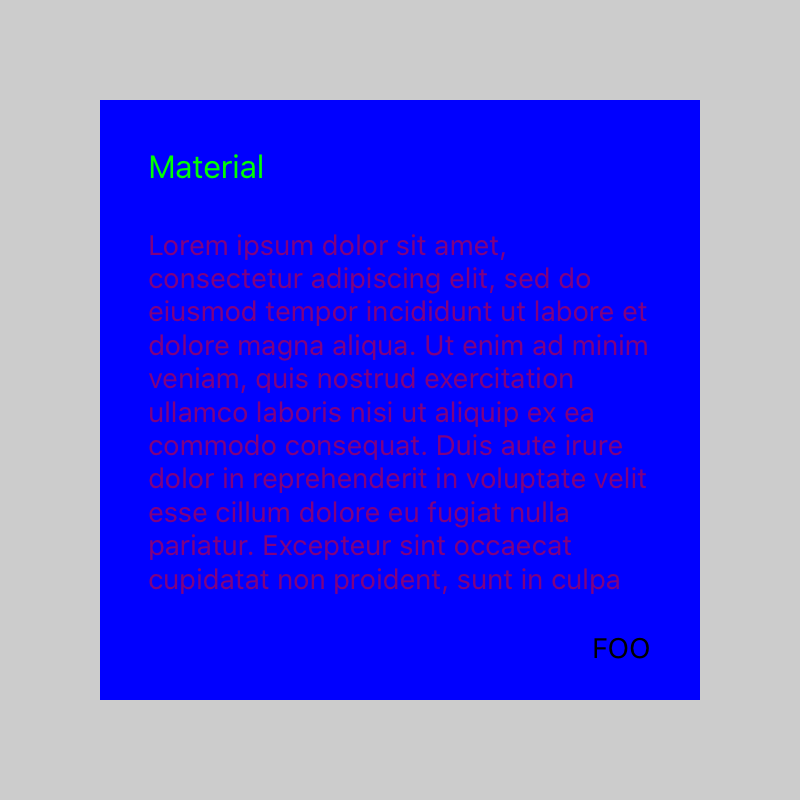 Material
Lorem ipsum dolor sit amet,
consectetur adipiscing elit, sed do
eiusmod tempor incididunt ut labore et
dolore magna aliqua. Ut enim ad minim
veniam, quis nostrud exercitation
ullamco laboris nisi ut aliquip ex ea
commodo consequat. Duis aute irure
dolor in reprehenderit in voluptate velit
esse cillum dolore eu fugiat nulla
pariatur. Excepteur sint occaecat
cupidatat non proident, sunt in culpa
FOO